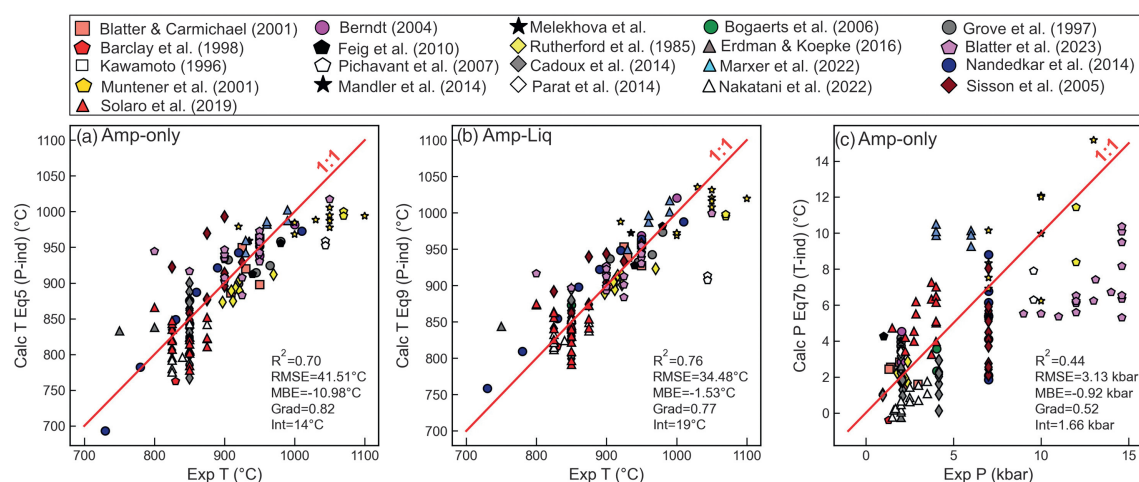 Blatter & Carmichael (2001)
Barclay et al. (1998)
Kawamoto (1996)
Muntener et al. (2001)
Solaro et al. (2019)
Berndt (2004)
Feig et al. (2010)
Pichavant et al. (2007)
Mandler et al. (2014)
Melekhova et al.
Rutherford et al. (1985)
Cadoux et al. (2014)
Parat et al. (2014)
Bogaerts et al. (2006)
Erdman & Koepke (2016)
Marxer et al. (2022)
Nakatani et al. (2022)
Grove et al. (1997)
Blatter et al. (2023)
Nandedkar et al. (2014)
Sisson et al. (2005)
(a) Amp-only
1:1
1100
1050
1000
950
900
850
800
750
700
Calc T Eq5 (P-ind) (°C)
R²=0.70
RMSE=41.51°C
MBE=-10.98°C
Grad=0.82
Int=14°C
700 800 900 1000 1100
Exp T (°C)
(b) Amp-Liq
1:1
1100
1050
1000
950
900
850
800
750
700
Calc T Eq9 (P-ind) (°C)
R²=0.76
RMSE=34.48°C
MBE=-1.53°C
Grad=0.77
Int=19°C
700 800 900 1000 1100
Exp T (°C)
(c) Amp-only
1:1
14
12
10
8
6
4
2
0
Calc P Eq7b (T-ind) (°C)
R²=0.44
RMSE=3.13 kbar
MBE=-0.92 kbar
Grad=0.52
Int=1.66 kbar
0 5 10 15
Exp P (kbar)